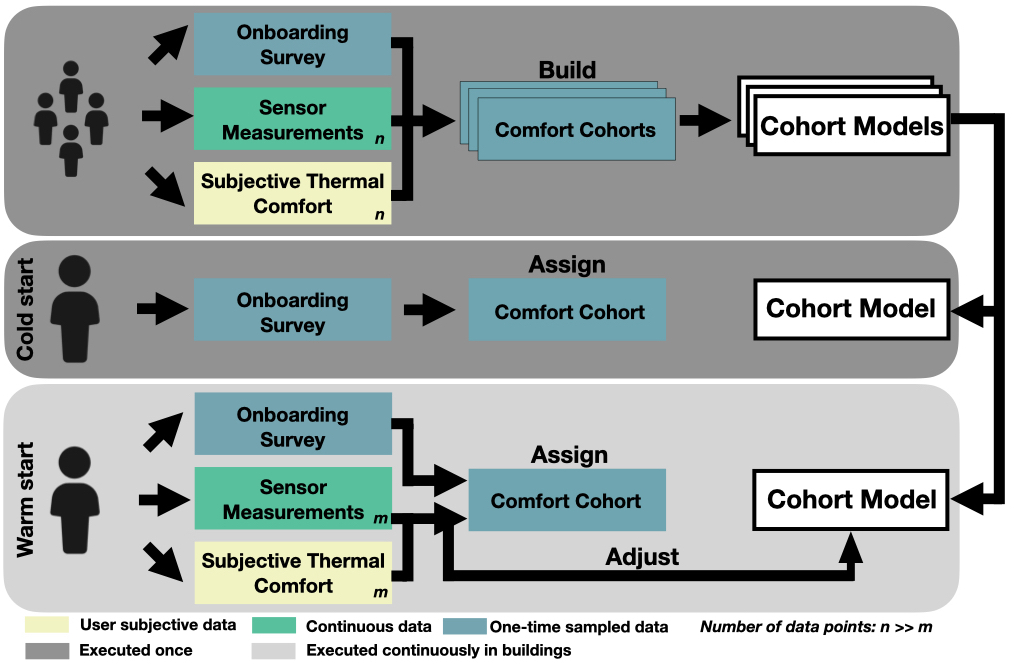 Onboarding
Survey
Sensor
Measurements n
Subjective Thermal
Comfort n
Build
Comfort Cohorts
Cohort Models
Cold start
Onboarding
Survey
Assign
Comfort Cohort
Cohort Model
Warm start
Onboarding
Survey
Sensor
Measurements m
Subjective Thermal
Comfort m
Assign
Comfort Cohort
Adjust
Cohort Model
User subjective data
Continuous data
One-time sampled data
Number of data points: n >> m
Executed once
Executed continuously in buildings